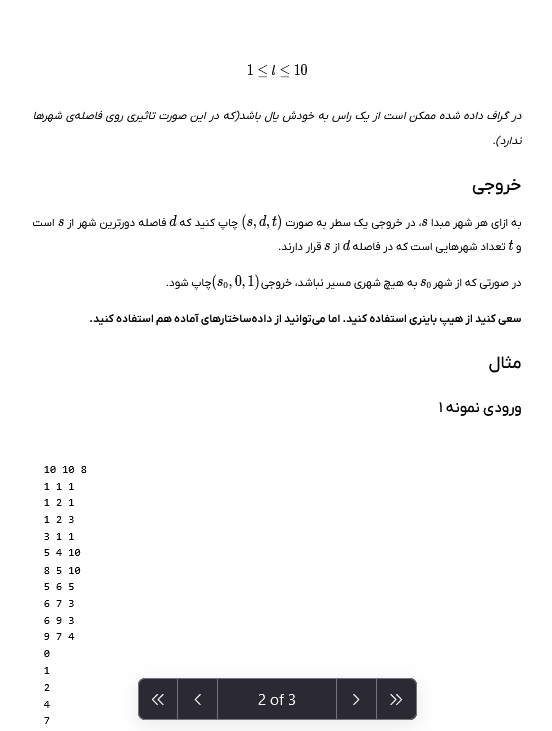 1 ≤ l ≤ 10
در گراف داده شده ممکن است از یک راس به خودش یال باشد(که در این صورت تاثیری روی فاصله‌ی شهرها
ندارد).
خروجی
به ازای هر شهر مبدا s، در خروجی یک سطر به صورت (s, d, t) چاپ کنید که d فاصله دورترین شهر از s است
و t تعداد شهرهایی است که در فاصله d از s قرار دارند.
در صورتی که از شهر s₀ به هیچ شهری مسیر نباشد، خروجی (s₀, 0, 1)چاپ شود.
سعی کنید از هیپ باینری استفاده کنید. اما می‌توانید از داده‌ساختارهای آماده هم استفاده کنید.
مثال
ورودی نمونه ۱
10 10 8
1 1 1
1 2 1
1 2 3
3 1 1
5 4 10
8 5 10
5 6 5
6 7 3
6 9 3
9 7 4
0
1
2
4
7
2 of 3